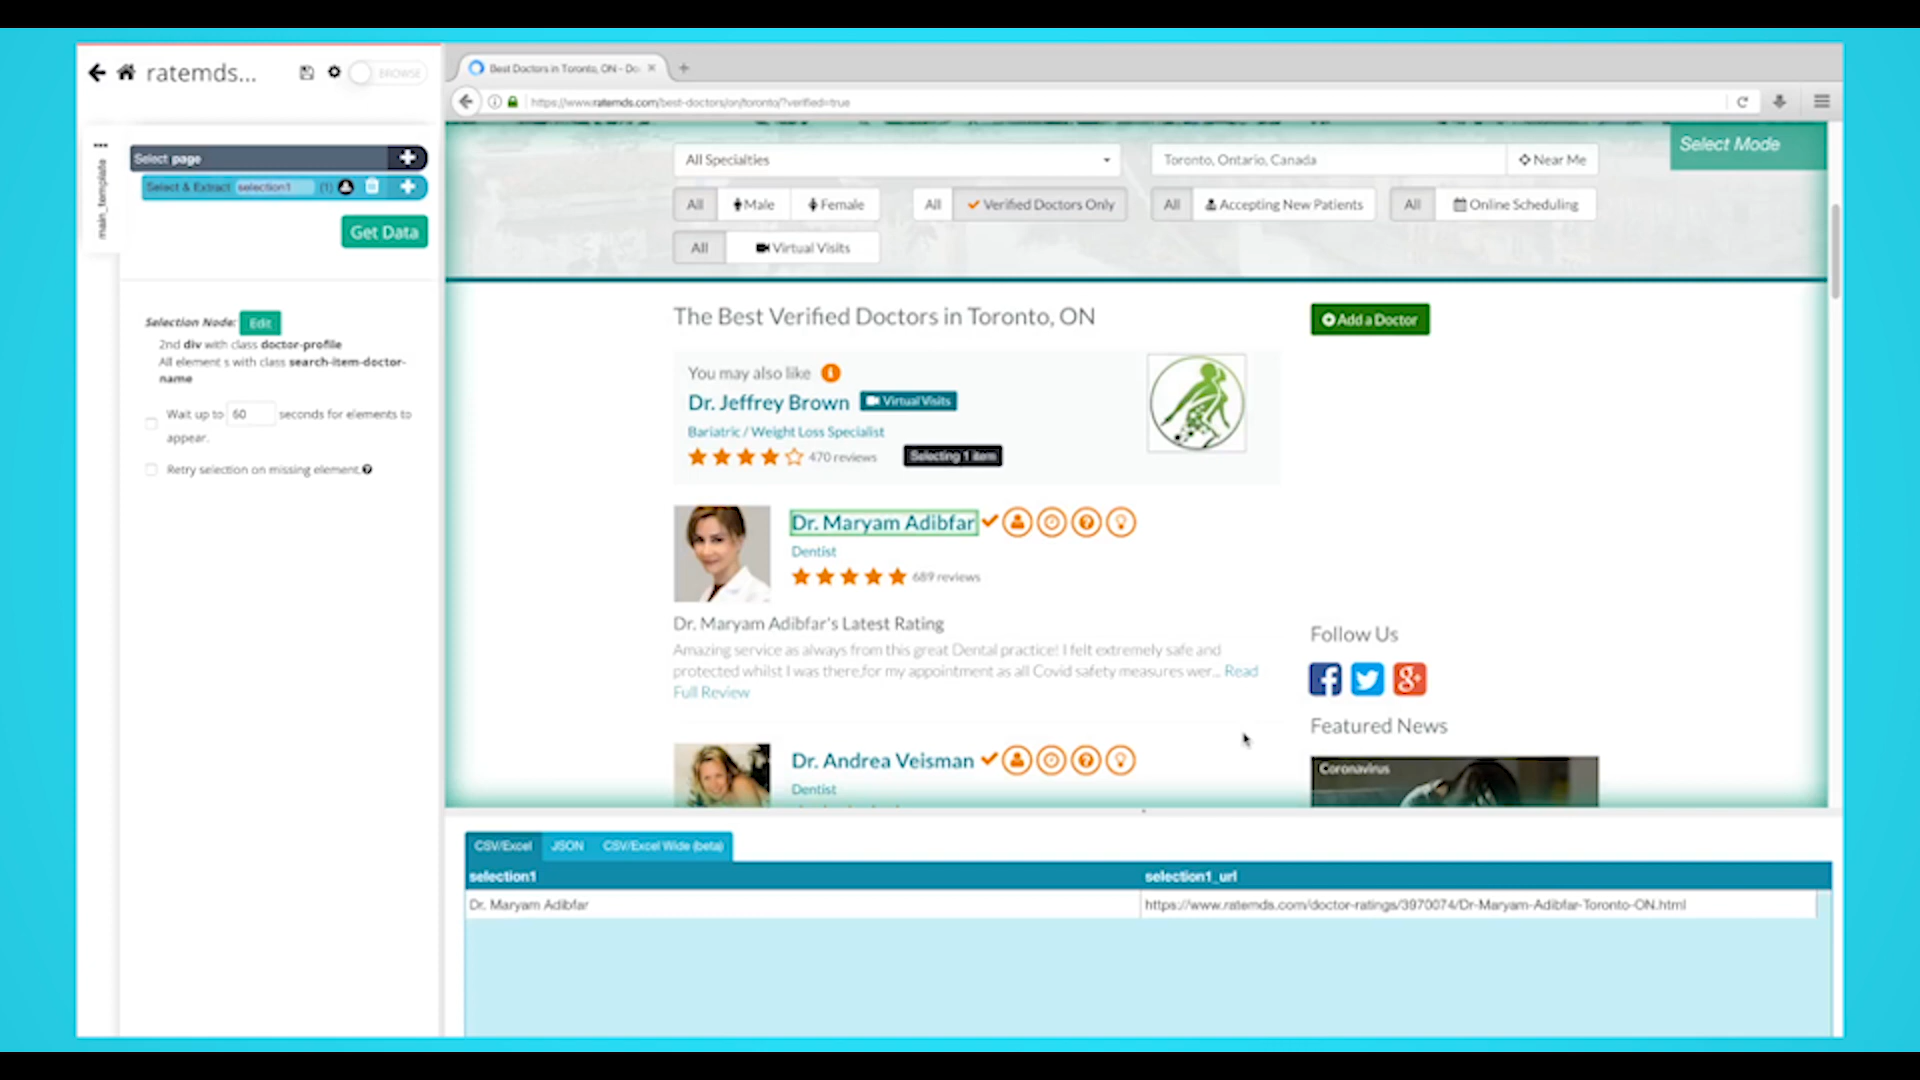 ratemds...
BROWSE
Best Doctors in Toronto, ON - Do
https://www.ratemds.com/best-doctors/on/toronto/?verified=true
main_template
Select page
Select & Extract selection1 (1)
Get Data
Selection Node: Edit
2nd div with class doctor-profile
All element s with class search-item-doctor-
name
Wait up to 60 seconds for elements to
appear.
Retry selection on missing element.
Select Mode
All Specialties
Toronto, Ontario, Canada
Near Me
All Male Female
All Verified Doctors Only
All Accepting New Patients
All Online Scheduling
All Virtual Visits
The Best Verified Doctors in Toronto, ON
Add a Doctor
You may also like
Dr. Jeffrey Brown Virtual Visits
Bariatric / Weight Loss Specialist
470 reviews
Selecting 1 item
Dr. Maryam Adibfar
Dentist
689 reviews
Dr. Maryam Adibfar's Latest Rating
Amazing service as always from this great Dental practice! I felt extremely safe and
protected whilst I was there,for my appointment as all Covid safety measures wer... Read
Full Review
Follow Us
Featured News
Coronavirus
Dr. Andrea Veisman
Dentist
CSV/Excel JSON CSV/Excel Wide (beta)
selection1 selection1_url
Dr. Maryam Adibfar https://www.ratemds.com/doctor-ratings/3970074/Dr-Maryam-Adibfar-Toronto-ON.html